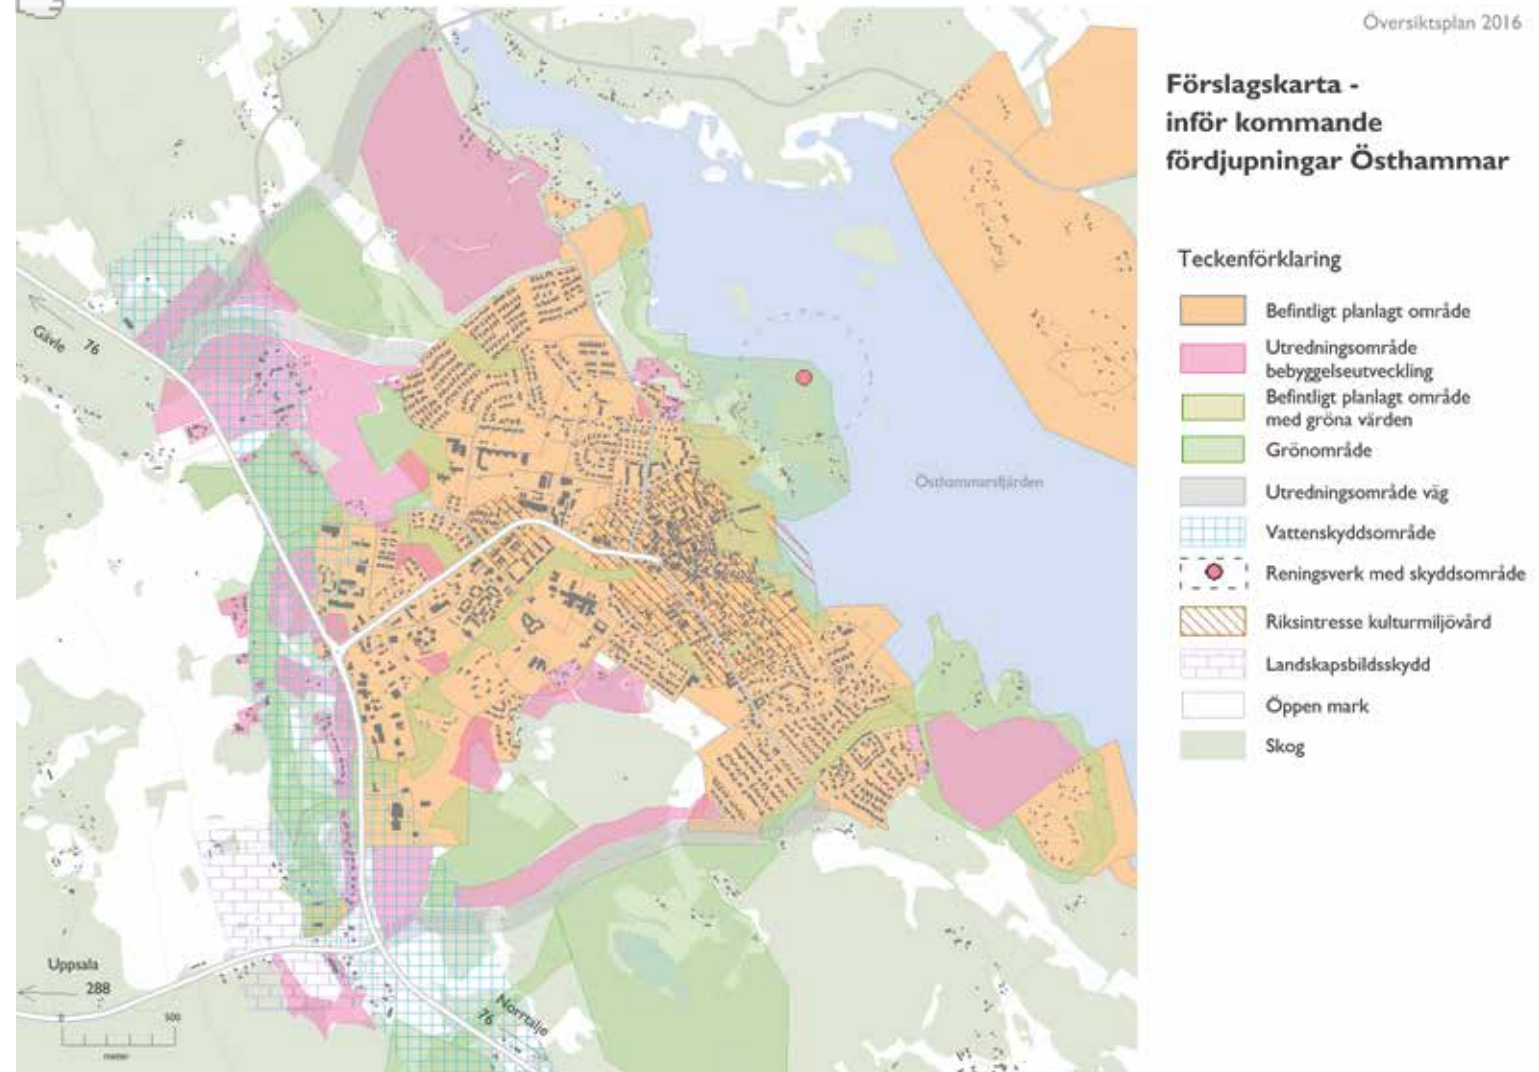 Översiktsplan 2016
Förslagskarta -
inför kommande
fördjupningar Östhammar
Teckenförklaring
Befintligt planlagt område
Utredningsområde
bebyggelseutveckling
Befintligt planlagt område
med gröna värden
Grönområde
Utredningsområde väg
Vattenskyddsområde
Reningsverk med skyddsområde
Riksintresse kulturmiljövård
Landskapsbildsskydd
Öppen mark
Skog
Gävle 76
Östhammarsfjärden
Uppsala
288
Norrtälje
76
0 500
meter